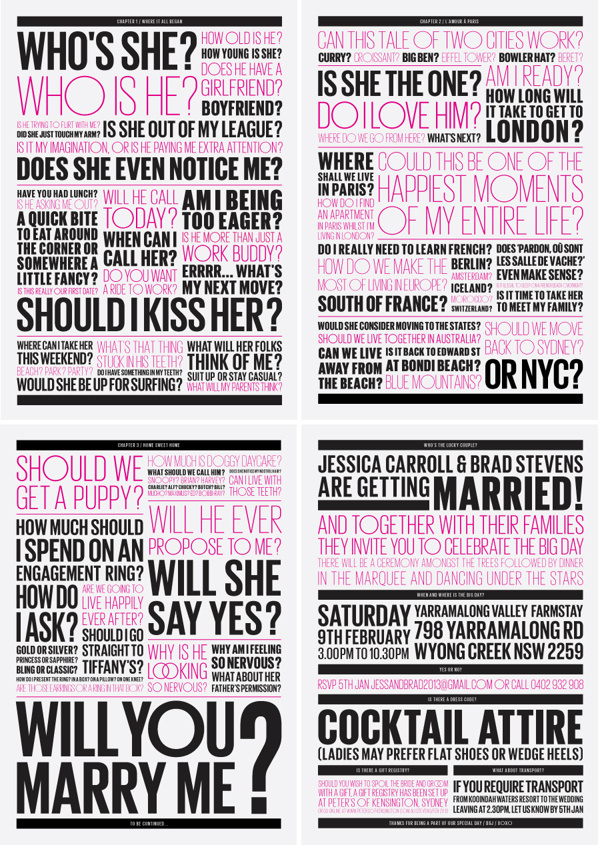 CHAPTER 1 / WHERE IT ALL BEGAN
WHO'S SHE?
HOW OLD IS HE?
HOW YOUNG IS SHE?
WHO IS HE?
DOES HE HAVE A
GIRLFRIEND?
BOYFRIEND?
IS HE TRYING TO FLIRT WITH ME?
DID SHE JUST TOUCH MY ARM?
IS SHE OUT OF MY LEAGUE?
IS IT MY IMAGINATION, OR IS HE PAYING ME EXTRA ATTENTION?
DOES SHE EVEN NOTICE ME?
HAVE YOU HAD LUNCH?
IS HE ASKING ME OUT?
A QUICK BITE
TO EAT AROUND
THE CORNER OR
SOMEWHERE A
LITTLE FANCY?
IS THIS REALLY OUR FIRST DATE?
WILL HE CALL
TODAY?
WHEN CAN I
CALL HER?
DO YOU WANT
A RIDE TO WORK?
AM I BEING
TOO EAGER?
IS HE MORE THAN JUST A
WORK BUDDY?
ERRRR... WHAT'S
MY NEXT MOVE?
SHOULD I KISS HER?
WHERE CAN I TAKE HER
THIS WEEKEND?
BEACH? PARK? PARTY?
WHAT'S THAT THING
STUCK IN HIS TEETH?
DO I HAVE SOMETHING IN MY TEETH?
WOULD SHE BE UP FOR SURFING?
WILL HER FOLKS
THINK OF ME?
SUIT UP OR STAY CASUAL?
WHAT WILL MY PARENTS THINK?
CHAPTER 2 / L'AMOUR À PARIS
CAN THIS TALE OF TWO CITIES WORK?
CURRY? CROISSANT? BIG BEN? EIFFEL TOWER? BOWLER HAT? BERET?
IS SHE THE ONE?
DO I LOVE HIM?
WHERE DO WE GO FROM HERE? WHAT'S NEXT?
AM I READY?
HOW LONG WILL
IT TAKE TO GET TO
LONDON?
WHERE
SHALL WE LIVE
IN PARIS?
HOW DO I FIND
AN APARTMENT
IN PARIS WHILST I'M
LIVING IN LONDON?
COULD THIS BE ONE OF THE
HAPPIEST MOMENTS
OF MY ENTIRE LIFE?
DO I REALLY NEED TO LEARN FRENCH?
HOW DO WE MAKE THE
MOST OF LIVING IN EUROPE?
SOUTH OF FRANCE?
BERLIN?
AMSTERDAM?
ICELAND?
MOROCCO?
SWITZERLAND?
DOES 'PARDON, OÙ SONT
LES SALLE DE VACHE?'
EVEN MAKE SENSE?
IS IT TIME TO TAKE HER
TO MEET MY FAMILY?
WOULD SHE CONSIDER MOVING TO THE STATES?
SHOULD WE LIVE TOGETHER IN AUSTRALIA?
CAN WE LIVE
AWAY FROM
THE BEACH?
IS IT BACK TO EDWARD ST
AT BONDI BEACH?
BLUE MOUNTAINS?
SHOULD WE MOVE
BACK TO SYDNEY?
OR NYC?
CHAPTER 3 / HOME SWEET HOME
SHOULD WE
GET A PUPPY?
HOW MUCH IS DOGGY DAYCARE?
WHAT SHOULD WE CALL HIM?
SNOOPY? BRIAN? HARVEY?
CHARLIE? ALF? CHUCK? BUTCH? BILL?
CAN I LIVE WITH
THOSE TEETH?
HOW MUCH SHOULD
I SPEND ON AN
ENGAGEMENT RING?
HOW DO
I ASK?
GOLD OR SILVER?
PRINCESS OR SAPPHIRE?
BLING OR CLASSIC?
HOW DO I PRESENT THE RING? IN A BOX? ON A PILLOW? ON ONE KNEE?
ARE THOSE EARRINGS OR A RING IN THAT BOX?
ARE WE GOING TO
LIVE HAPPILY
EVER AFTER?
SHOULD I GO
STRAIGHT TO
TIFFANY'S?
WILL HE EVER
PROPOSE TO ME?
WILL SHE
SAY YES?
WHY IS HE
LOOKING
SO NERVOUS?
WHY AM I FEELING
SO NERVOUS?
WHAT ABOUT HER
FATHER'S PERMISSION?
WILL YOU
MARRY ME?
TO BE CONTINUED...
WHO'S THE LUCKY COUPLE?
JESSICA CARROLL & BRAD STEVENS
ARE GETTING MARRIED!
AND TOGETHER WITH THEIR FAMILIES
THEY INVITE YOU TO CELEBRATE THE BIG DAY
THERE WILL BE A CEREMONY AMONGST THE TREES FOLLOWED BY DINNER
IN THE MARQUEE AND DANCING UNDER THE STARS
WHEN AND WHERE IS THE BIG DAY?
SATURDAY
9TH FEBRUARY
3.00PM TO 10.30PM
YARRAMALONG VALLEY FARMSTAY
798 YARRAMALONG RD
WYONG CREEK NSW 2259
YES OR NO?
RSVP 5TH JAN JESSANDBRAD2013@GMAIL.COM OR CALL 0402 932 908
IS THERE A DRESS CODE?
COCKTAIL ATTIRE
(LADIES MAY PREFER FLAT SHOES OR WEDGE HEELS)
IS THERE A GIFT REGISTRY?
SHOULD YOU WISH TO SPOIL THE BRIDE AND GROOM
WITH A GIFT, A GIFT REGISTRY HAS BEEN SET UP
AT PETER'S OF KENSINGTON, SYDNEY
WHAT ABOUT TRANSPORT?
IF YOU REQUIRE TRANSPORT
FROM KOOINDAH WATERS RESORT TO THE WEDDING
LEAVING AT 2.30PM, LET US KNOW BY 5TH JAN
THANKS FOR BEING A PART OF OUR SPECIAL DAY / B&J / XOXO